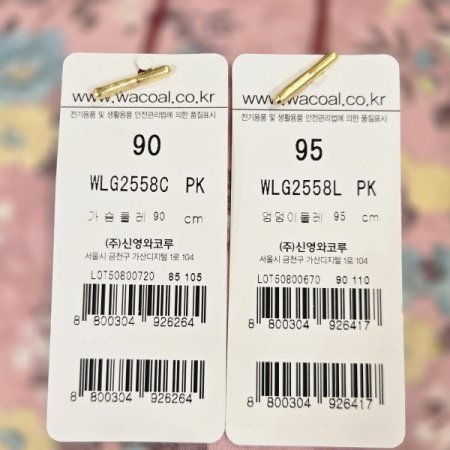 www.wacoal.co.kr
전기용품 및 생활용품 안전관리법에 의한 품질표시
90
WLG2558C PK
가슴둘레 90 cm
(주)신영와코루
서울시 금천구 가산디지털 1로 104
LOT50800720 85 105
8 800304 926264
8 800304 926264
www.wacoal.co.kr
전기용품 및 생활용품 안전관리법에 의한 품질표시
95
WLG2558L PK
엉덩이둘레 95 cm
(주)신영와코루
서울시 금천구 가산디지털 1로 104
LOT50800670 90 110
8 800304 926417
8 800304 926417